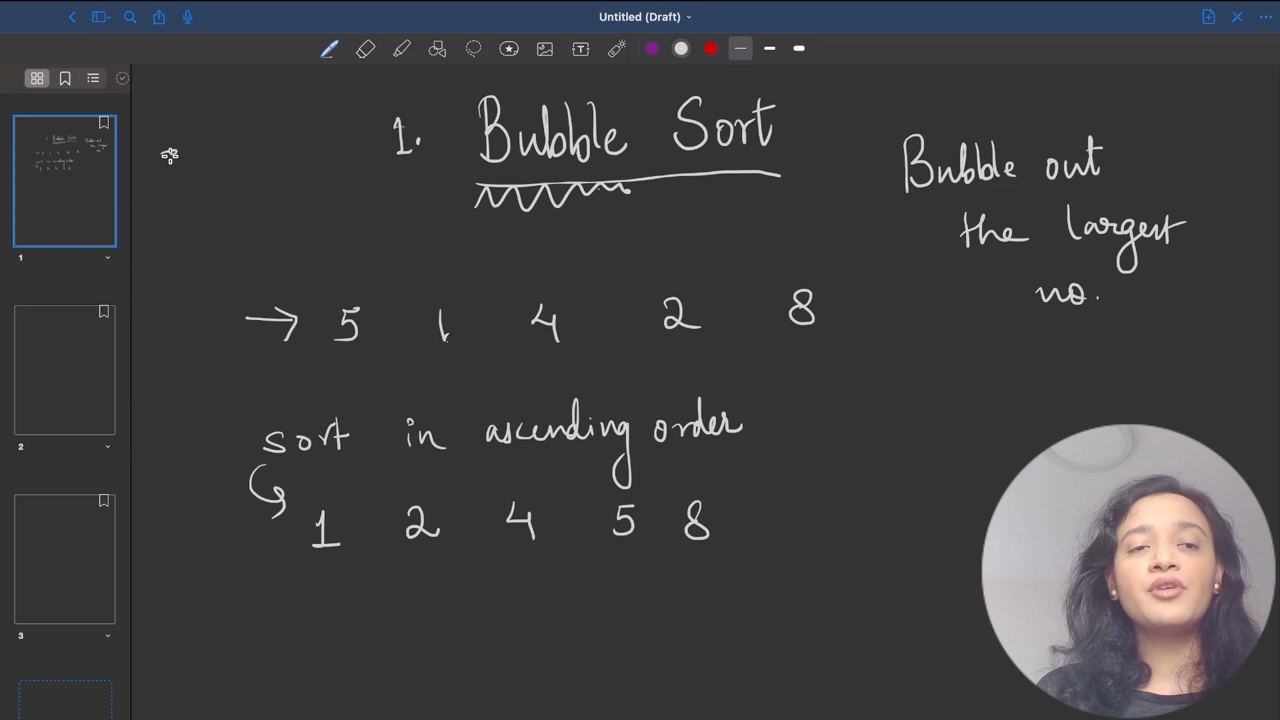 Untitled (Draft)
1. Bubble Sort
Bubble out
the largest
no.
→ 5 1 4 2 8
sort in ascending order
1 2 4 5 8
1
2
3